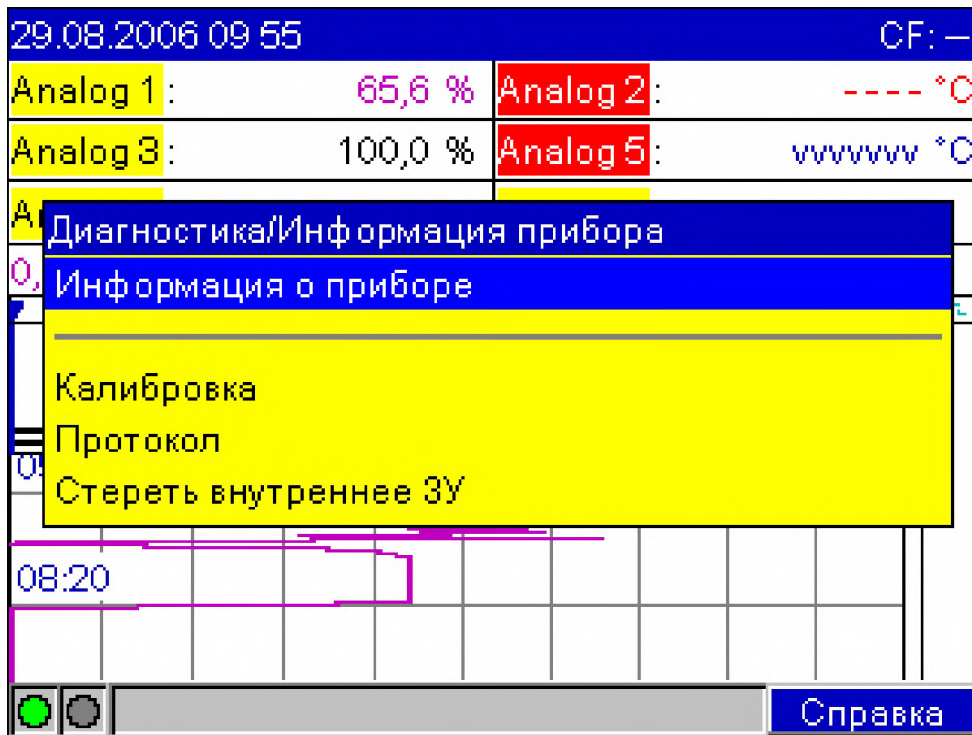 29.08.2006 09:55 CF: –
Analog 1 : 65,6 % Analog 2 : ---- °C
Analog 3 : 100,0 % Analog 5 : vvvvvvv °C
Диагностика/Информация прибора
0,
Информация о приборе
Калибровка
Протокол
Стереть внутреннее ЗУ
08:20
Справка